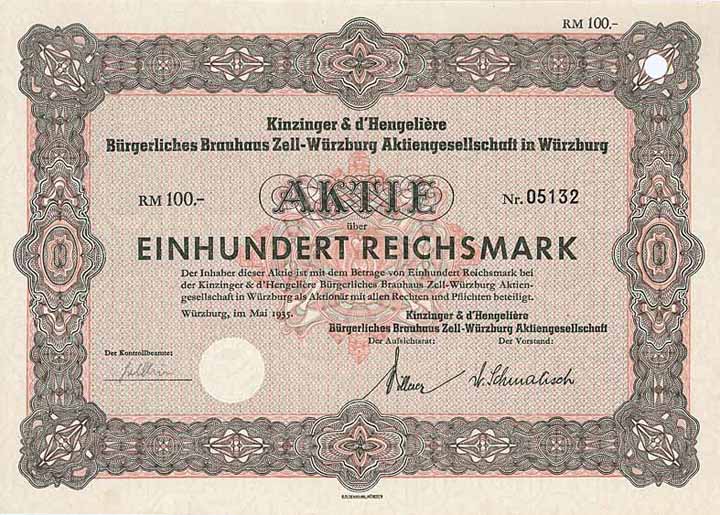 RM 100.-
Kinzinger & d'Hengelière
Bürgerliches Brauhaus Zell-Würzburg Aktiengesellschaft in Würzburg
RM 100.- AKTIE Nr. 05132
über
EINHUNDERT REICHSMARK
Der Inhaber dieser Aktie ist mit dem Betrage von Einhundert Reichsmark bei
der Kinzinger & d'Hengelière Bürgerliches Brauhaus Zell-Würzburg Aktien-
gesellschaft in Würzburg als Aktionär mit allen Rechten und Pflichten beteiligt.
Würzburg, im Mai 1935.
Kinzinger & d'Hengelière
Bürgerliches Brauhaus Zell-Würzburg Aktiengesellschaft
Der Aufsichtsrat: Der Vorstand:
Der Kontrollbeamte: